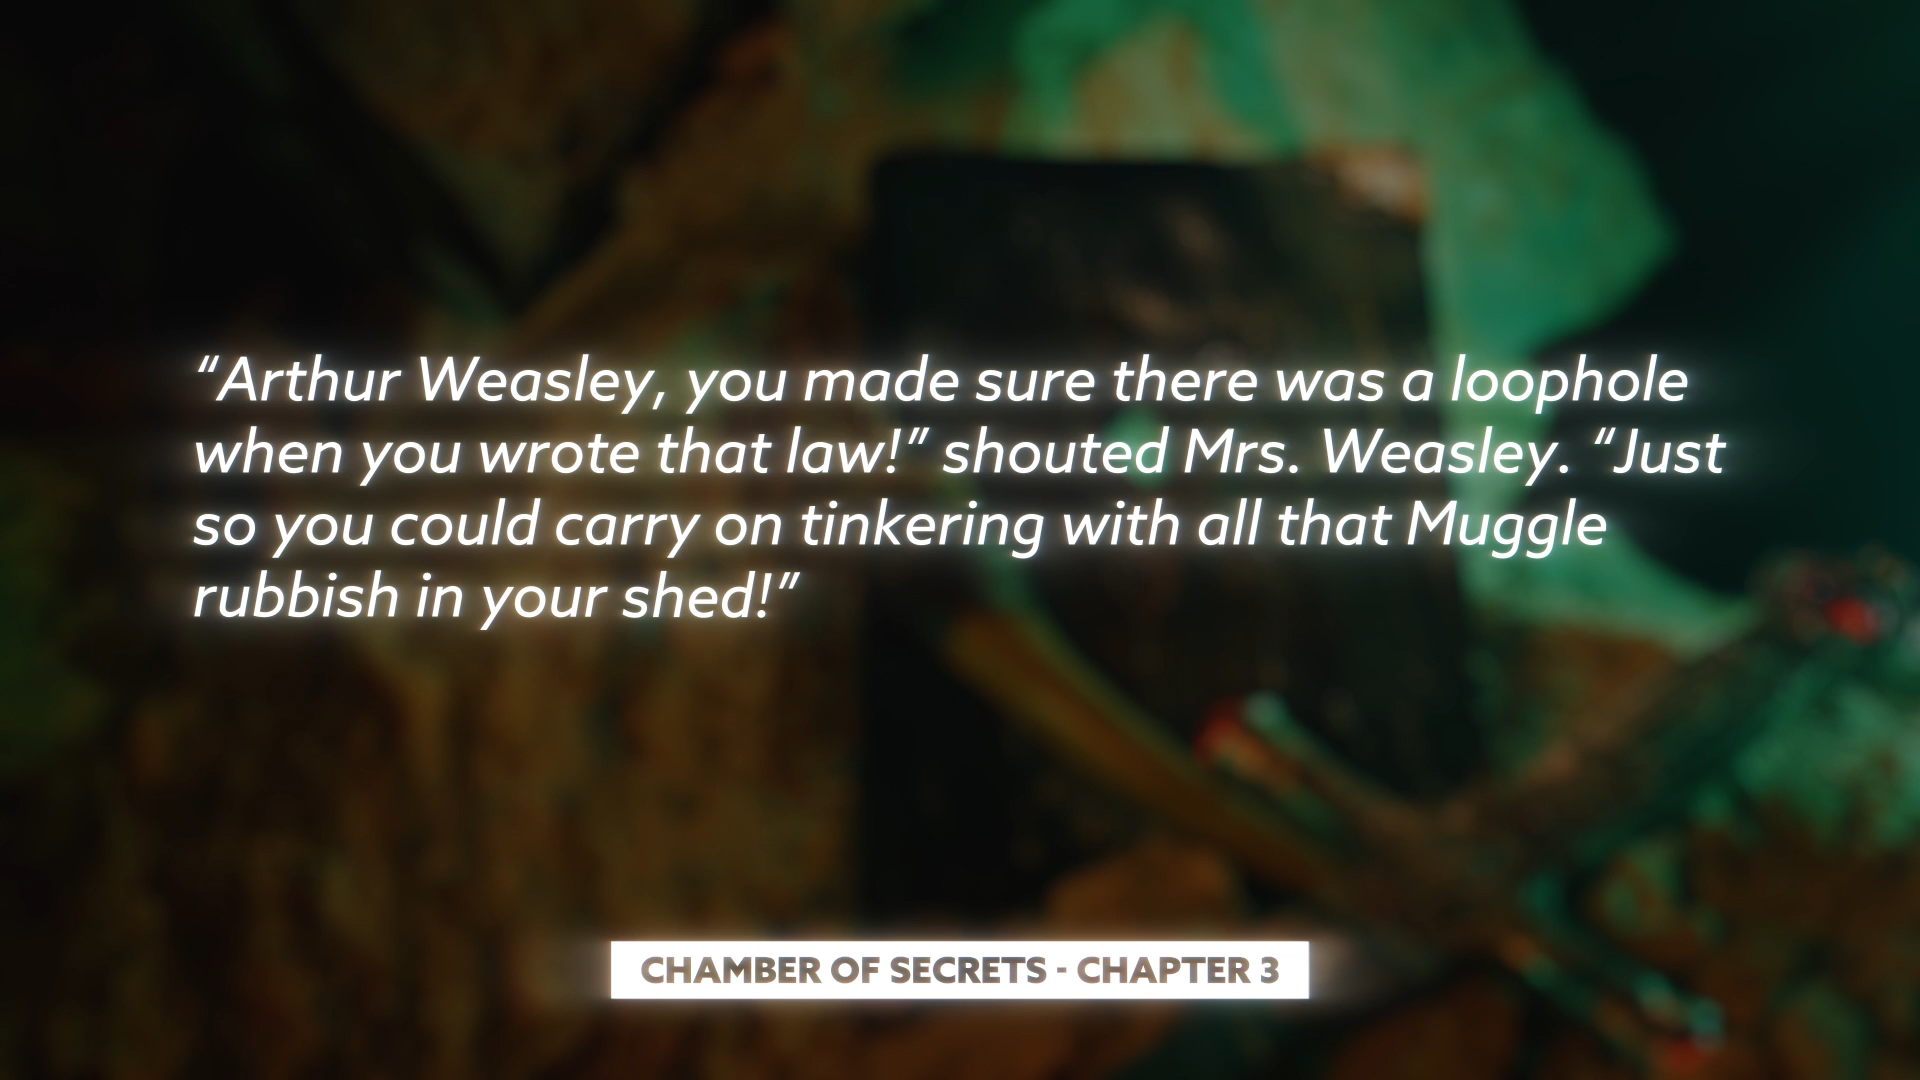 “Arthur Weasley, you made sure there was a loophole
when you wrote that law!” shouted Mrs. Weasley. “Just
so you could carry on tinkering with all that Muggle
rubbish in your shed!”
CHAMBER OF SECRETS - CHAPTER 3